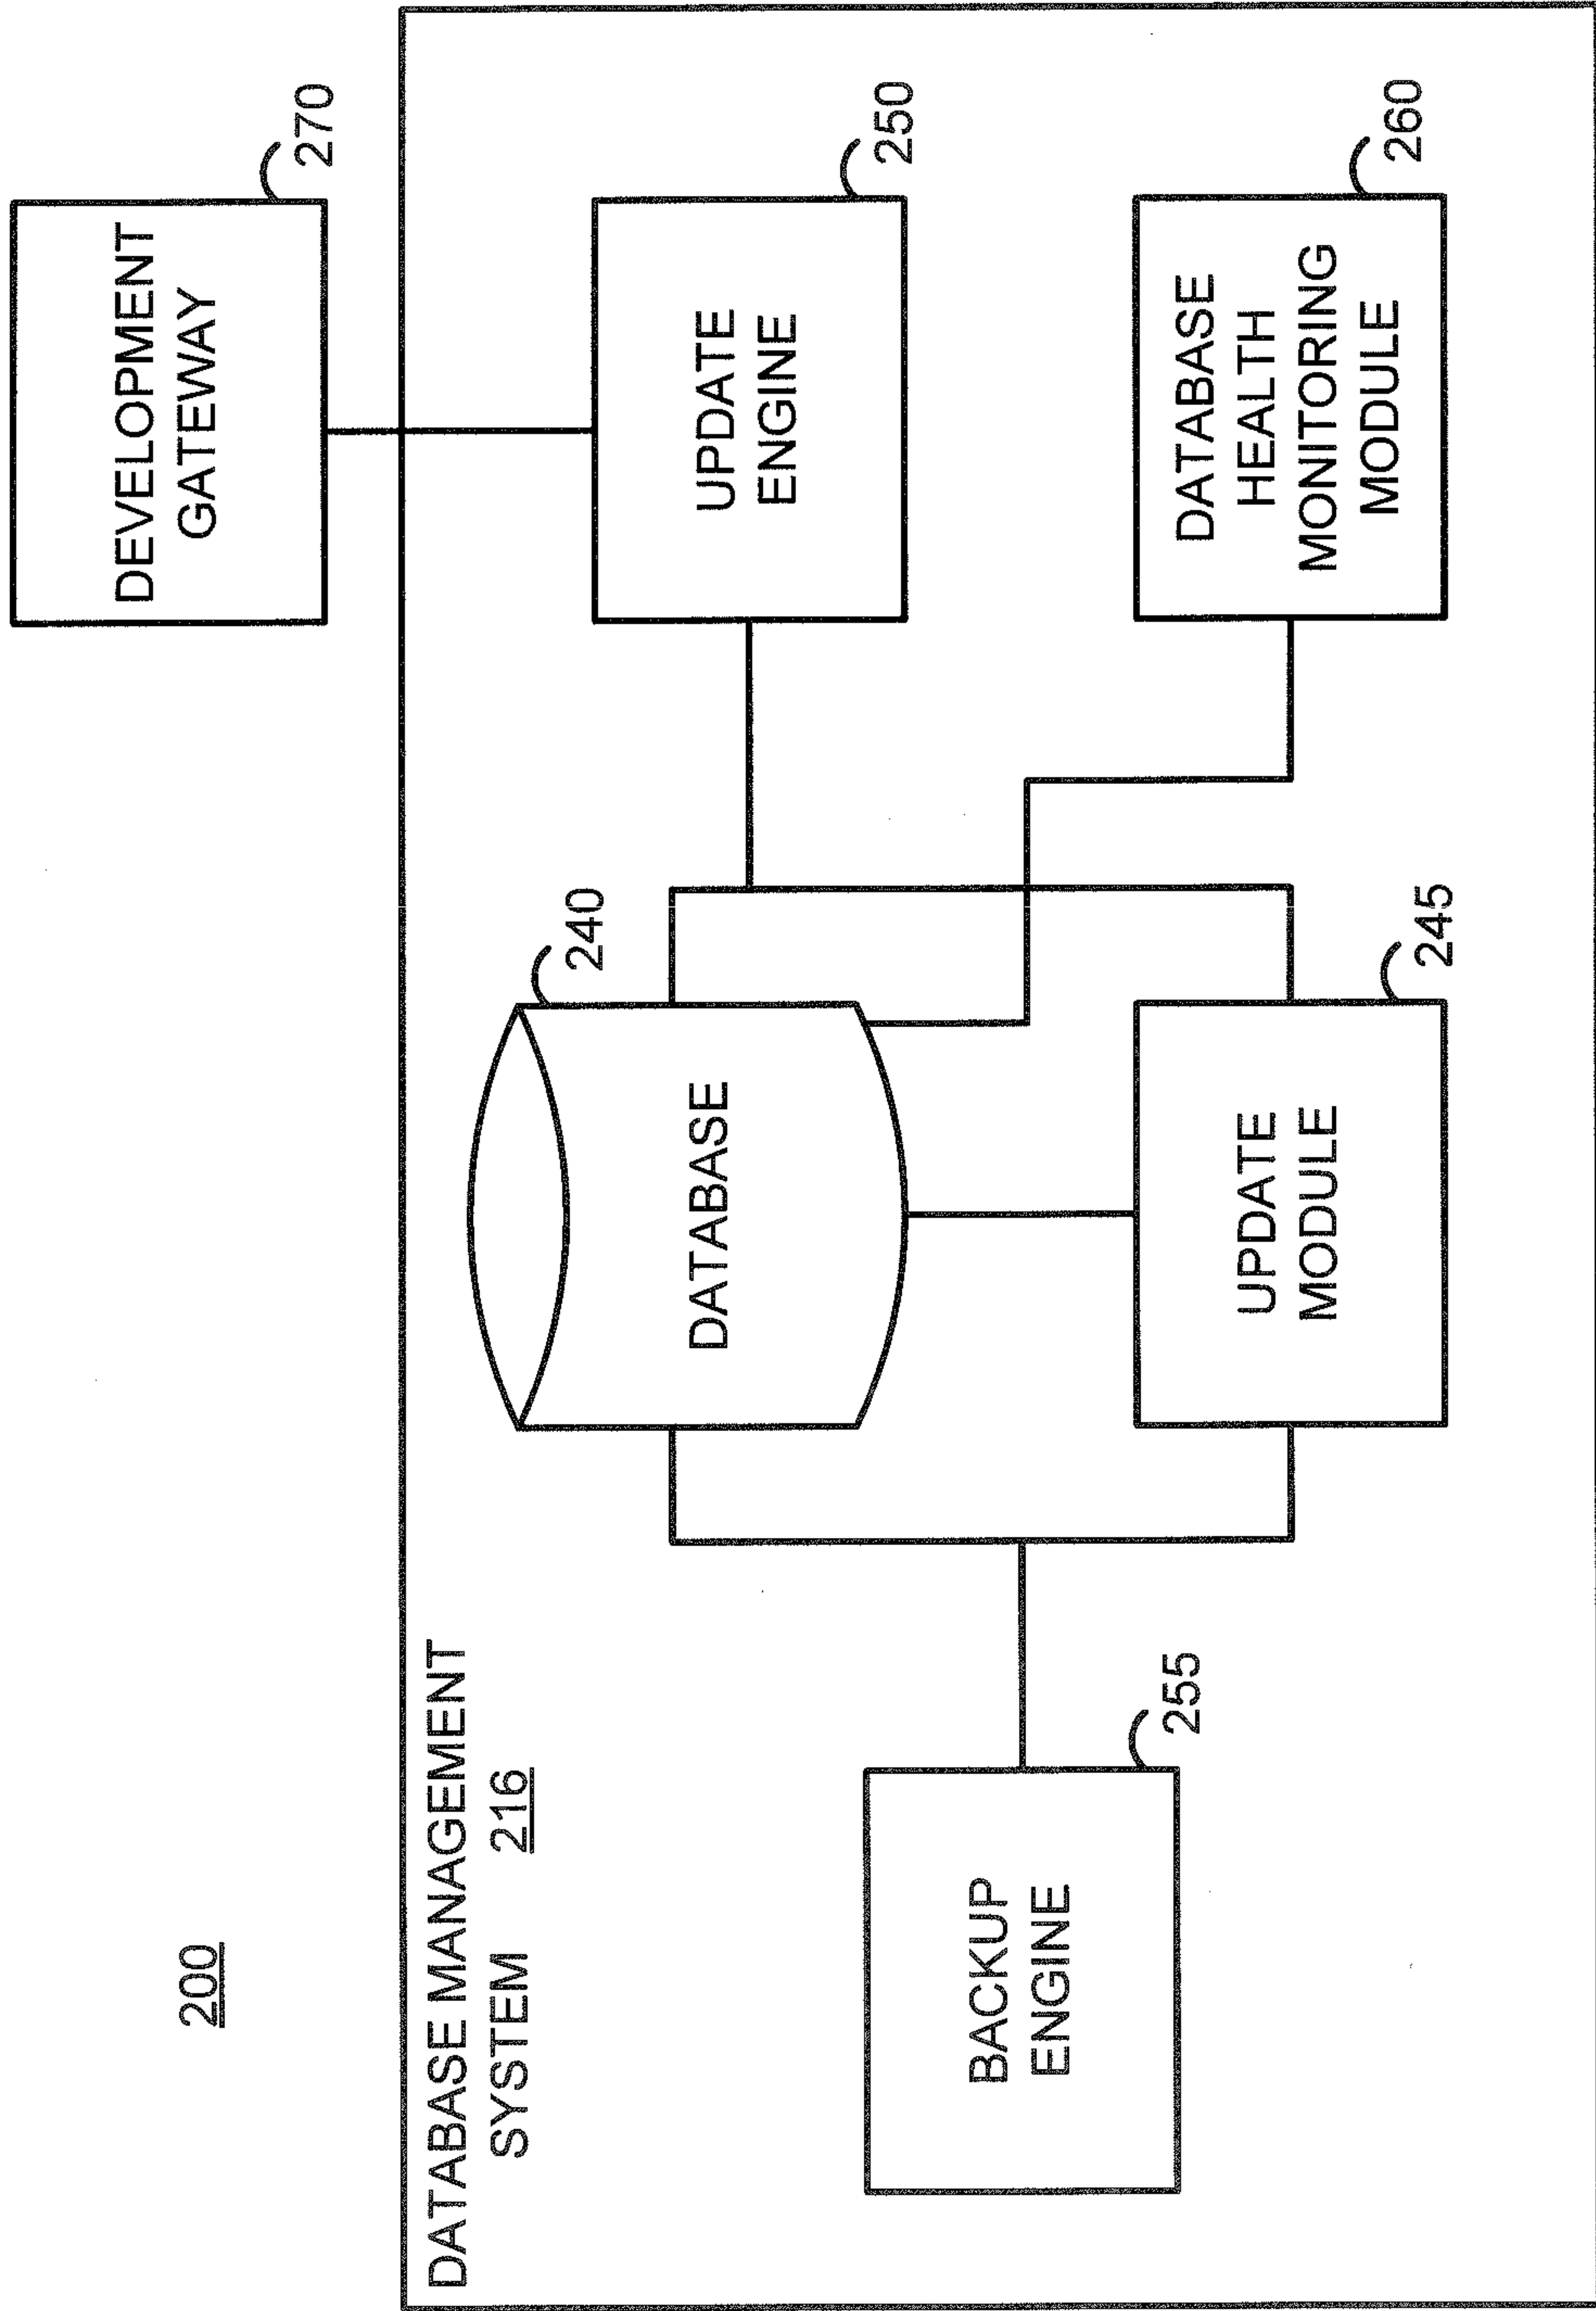 200
DEVELOPMENT
GATEWAY
270
DATABASE MANAGEMENT
SYSTEM 216
DATABASE
240
UPDATE
ENGINE
250
BACKUP
ENGINE
255
UPDATE
MODULE
245
DATABASE
HEALTH
MONITORING
MODULE
260